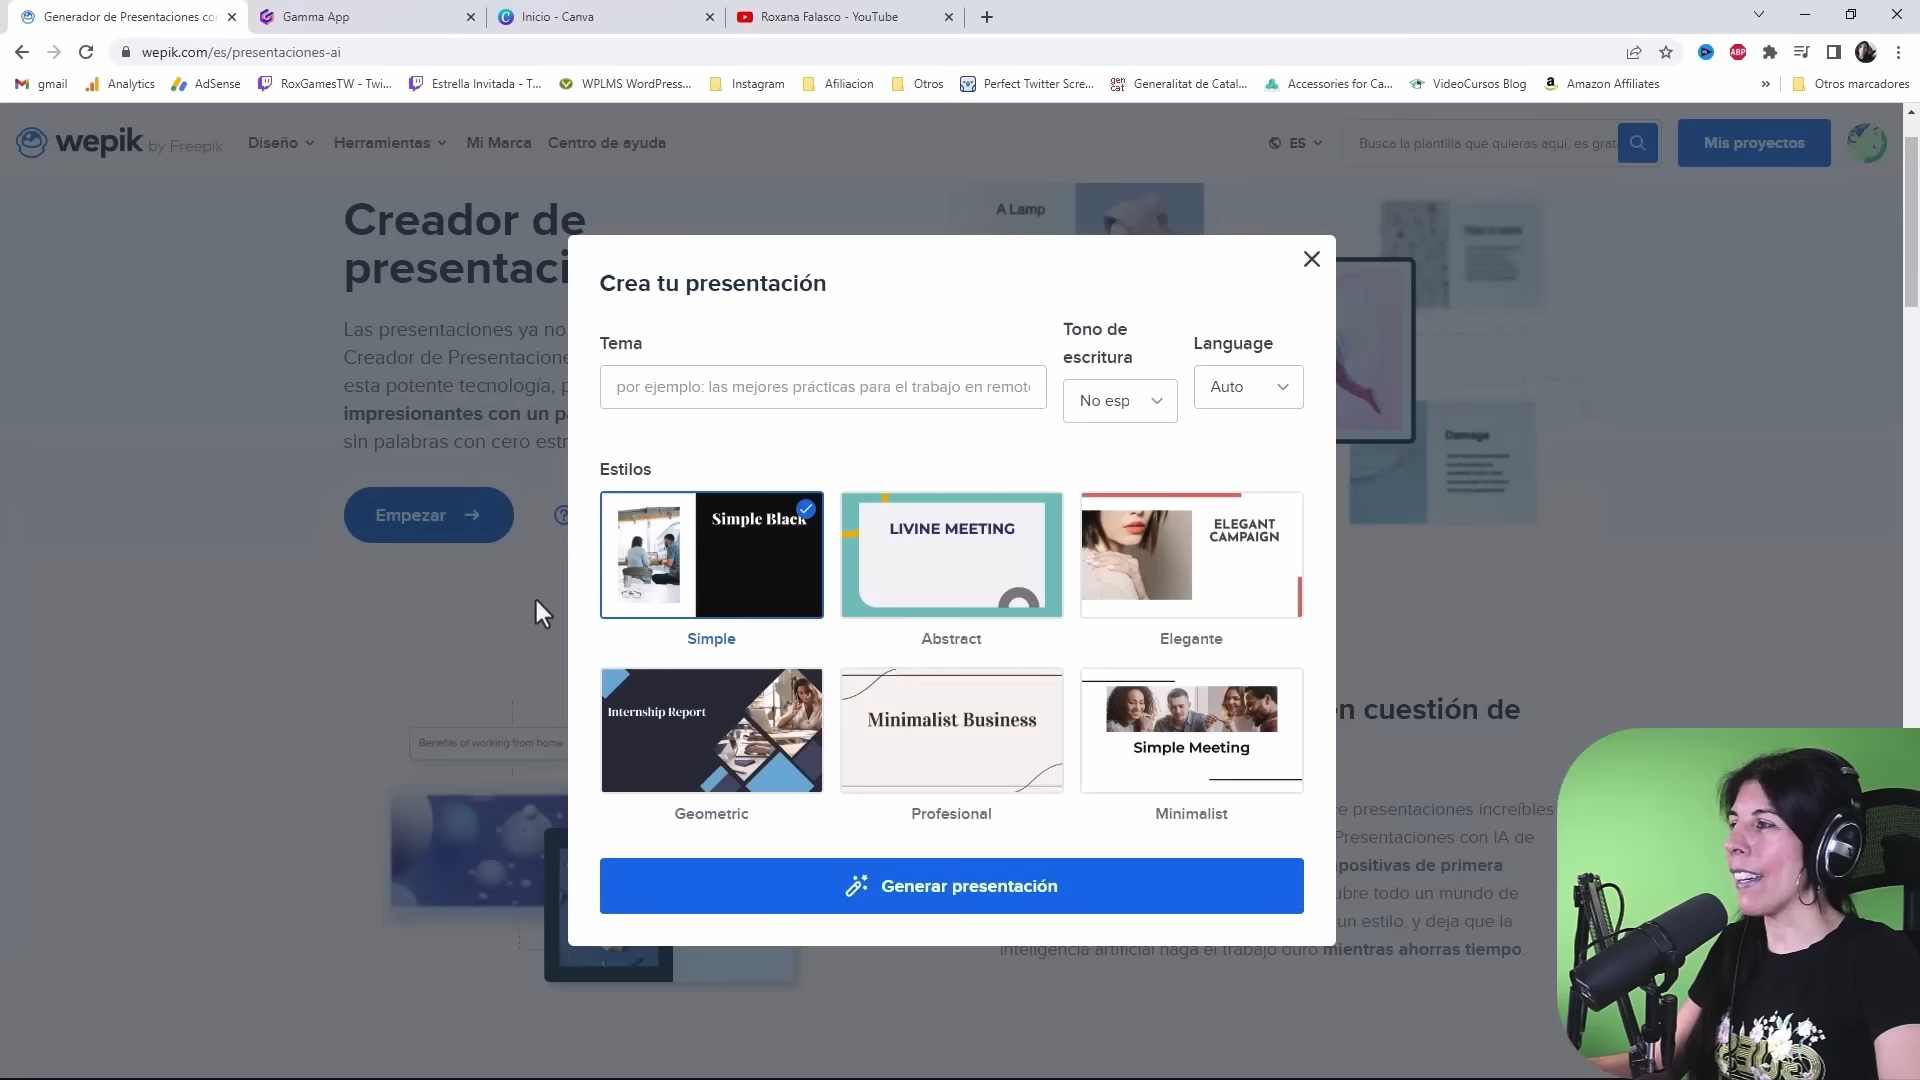 Generador de Presentaciones co
Gamma App
Inicio - Canva
Roxana Falasco - YouTube
wepik.com/es/presentaciones-ai
ABP
gmail
Analytics
AdSense
RoxGamesTW - Twi...
Estrella Invitada - T...
WPLMS WordPress...
Instagram
Afiliacion
Otros
Perfect Twitter Scre...
gen cat
Generalitat de Catal...
Accessories for Ca...
VideoCursos Blog
Amazon Affiliates
»
Otros marcadores
wepik by Freepik
Diseño
Herramientas
Mi Marca
Centro de ayuda
ES
Busca la plantilla que quieras aquí, es grat
Mis proyectos
Creador de
presentaci
Las presentaciones ya no
Creador de Presentacione
esta potente tecnología, p
impresionantes con un pa
sin palabras con cero estr
Empezar
A Lamp
Damage
Crea tu presentación
Tema
por ejemplo: las mejores prácticas para el trabajo en remoto
Tono de
escritura
No esp
Language
Auto
Estilos
Simple Black
Simple
LIVINE MEETING
Abstract
ELEGANT
CAMPAIGN
Elegante
Internship Report
Geometric
Minimalist Business
Profesional
Simple Meeting
Minimalist
Generar presentación
Benefits of working from home
n cuestión de
e presentaciones increíbles
Presentaciones con IA de
positivas de primera
ubre todo un mundo de
un estilo, y deja que la
inteligencia artificial haga el trabajo duro mientras ahorras tiempo.